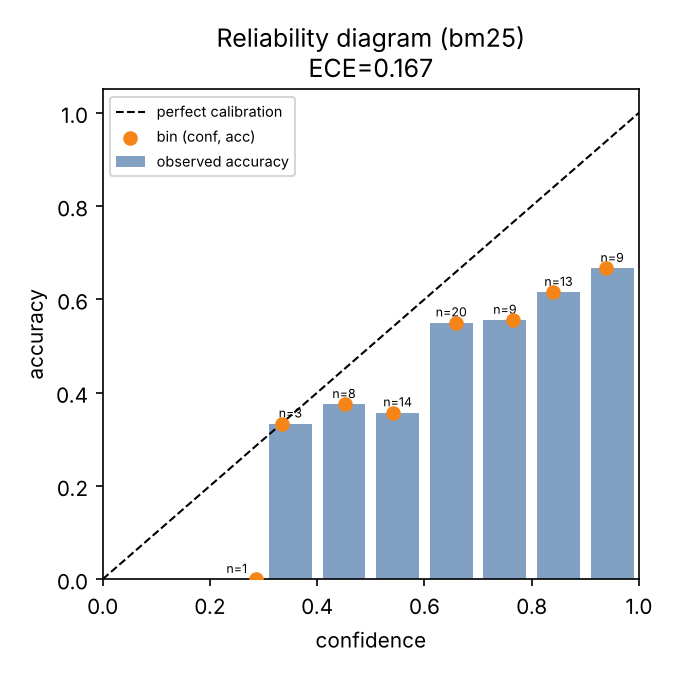 Reliability diagram (bm25)
ECE=0.167
perfect calibration
bin (conf, acc)
observed accuracy
1.0
0.8
0.6
0.4
0.2
0.0
accuracy
n=1
n=3
n=8
n=14
n=20
n=9
n=13
n=9
0.0 0.2 0.4 0.6 0.8 1.0
confidence